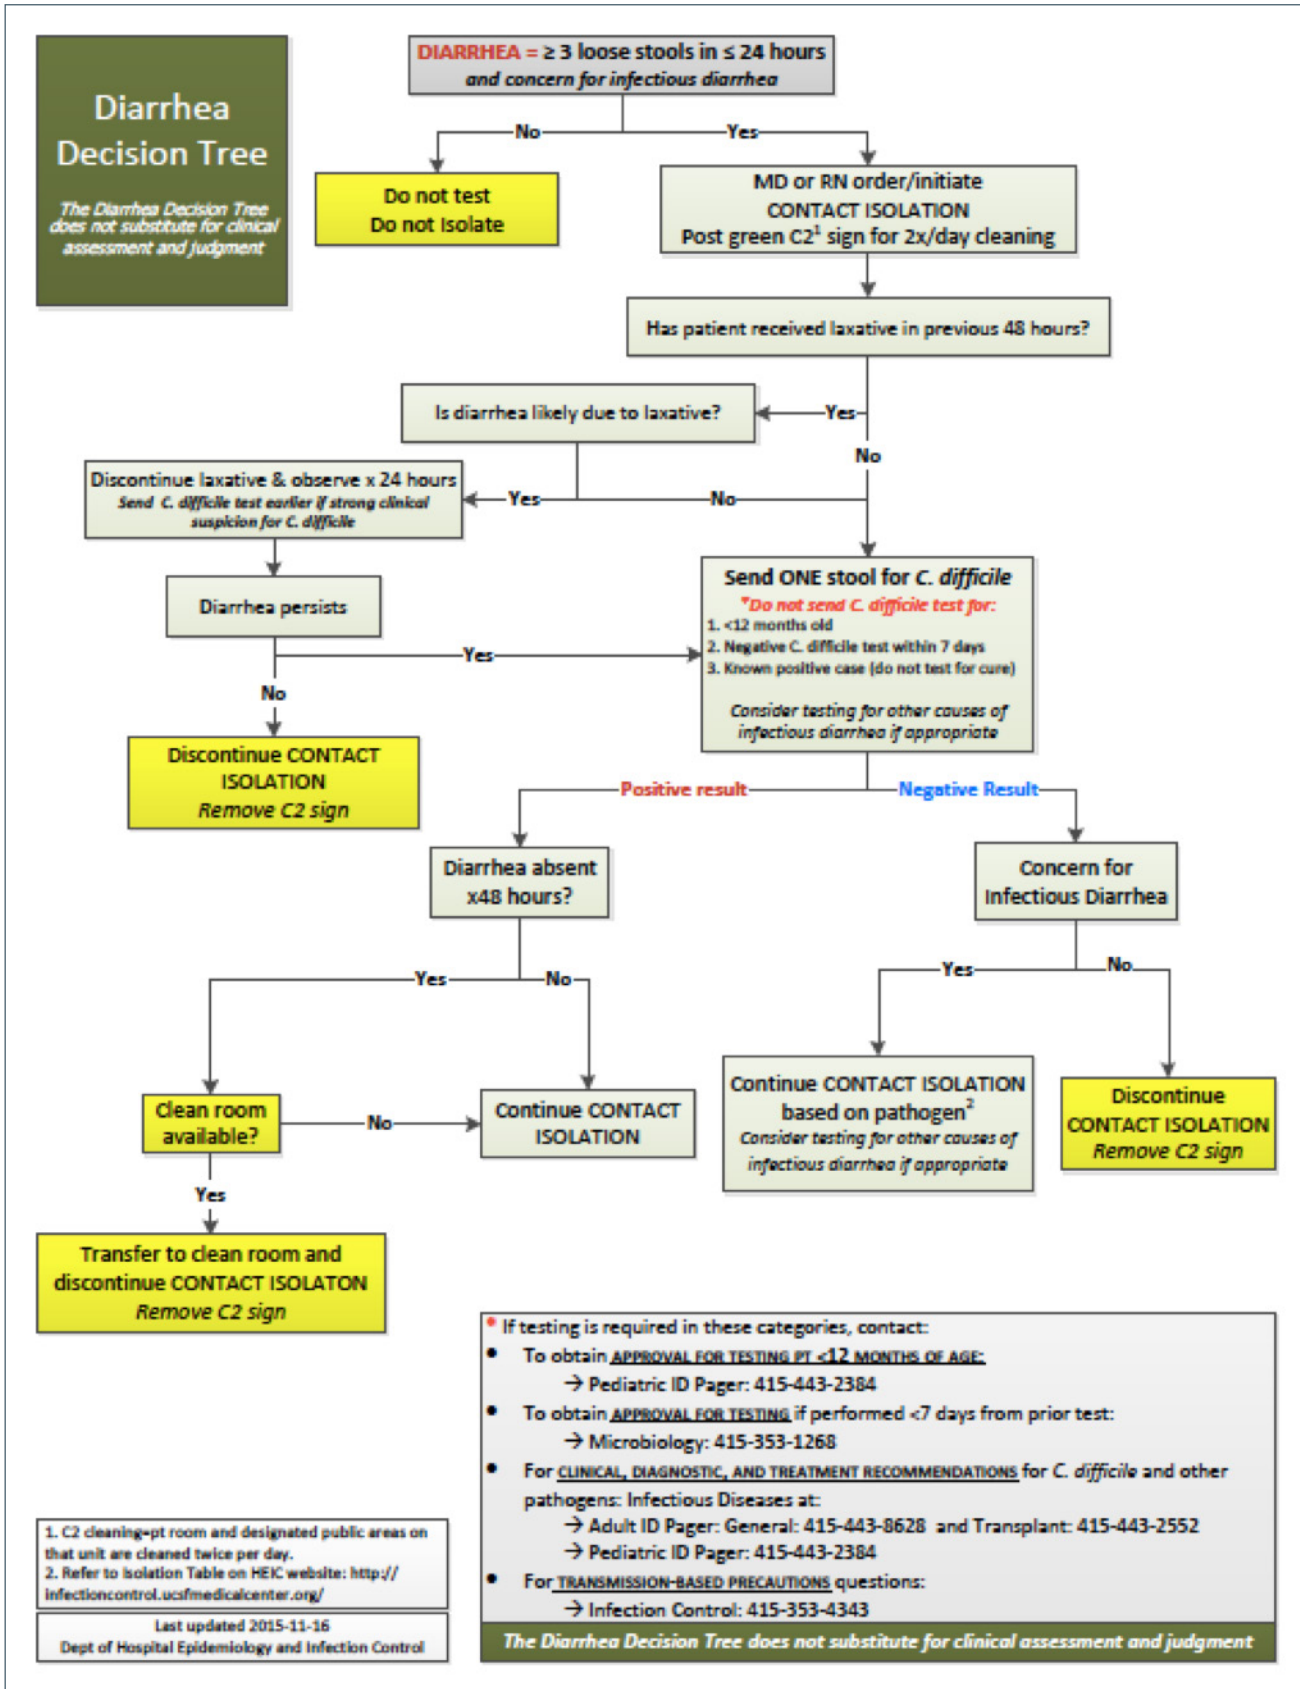 Diarrhea
Decision Tree
The Diarrhea Decision Tree
does not substitute for clinical
assessment and judgment
DIARRHEA = ≥ 3 loose stools in ≤ 24 hours
and concern for infectious diarrhea
No
Yes
Do not test
Do not Isolate
MD or RN order/initiate
CONTACT ISOLATION
Post green C2¹ sign for 2x/day cleaning
Has patient received laxative in previous 48 hours?
Is diarrhea likely due to laxative?
Yes
No
Discontinue laxative & observe x 24 hours
Send C. difficile test earlier if strong clinical
suspicion for C. difficile
Yes
No
Diarrhea persists
Send ONE stool for C. difficile
*Do not send C. difficile test for:
1. <12 months old
2. Negative C. difficile test within 7 days
3. Known positive case (do not test for cure)
Consider testing for other causes of
infectious diarrhea if appropriate
Yes
No
Discontinue CONTACT
ISOLATION
Remove C2 sign
Positive result
Negative Result
Diarrhea absent
x48 hours?
Concern for
Infectious Diarrhea
Yes
No
Yes
No
Clean room
available?
No
Continue CONTACT
ISOLATION
Continue CONTACT ISOLATION
based on pathogen²
Consider testing for other causes of
infectious diarrhea if appropriate
Discontinue
CONTACT ISOLATION
Remove C2 sign
Yes
Transfer to clean room and
discontinue CONTACT ISOLATON
Remove C2 sign
* If testing is required in these categories, contact:
• To obtain APPROVAL FOR TESTING PT <12 MONTHS OF AGE:
→ Pediatric ID Pager: 415-443-2384
• To obtain APPROVAL FOR TESTING if performed <7 days from prior test:
→ Microbiology: 415-353-1268
• For CLINICAL, DIAGNOSTIC, AND TREATMENT RECOMMENDATIONS for C. difficile and other
pathogens: Infectious Diseases at:
→ Adult ID Pager: General: 415-443-8628 and Transplant: 415-443-2552
→ Pediatric ID Pager: 415-443-2384
• For TRANSMISSION-BASED PRECAUTIONS questions:
→ Infection Control: 415-353-4343
The Diarrhea Decision Tree does not substitute for clinical assessment and judgment
1. C2 cleaning=pt room and designated public areas on
that unit are cleaned twice per day.
2. Refer to Isolation Table on HEIC website: http://
infectioncontrol.ucsfmedicalcenter.org/
Last updated 2015-11-16
Dept of Hospital Epidemiology and Infection Control